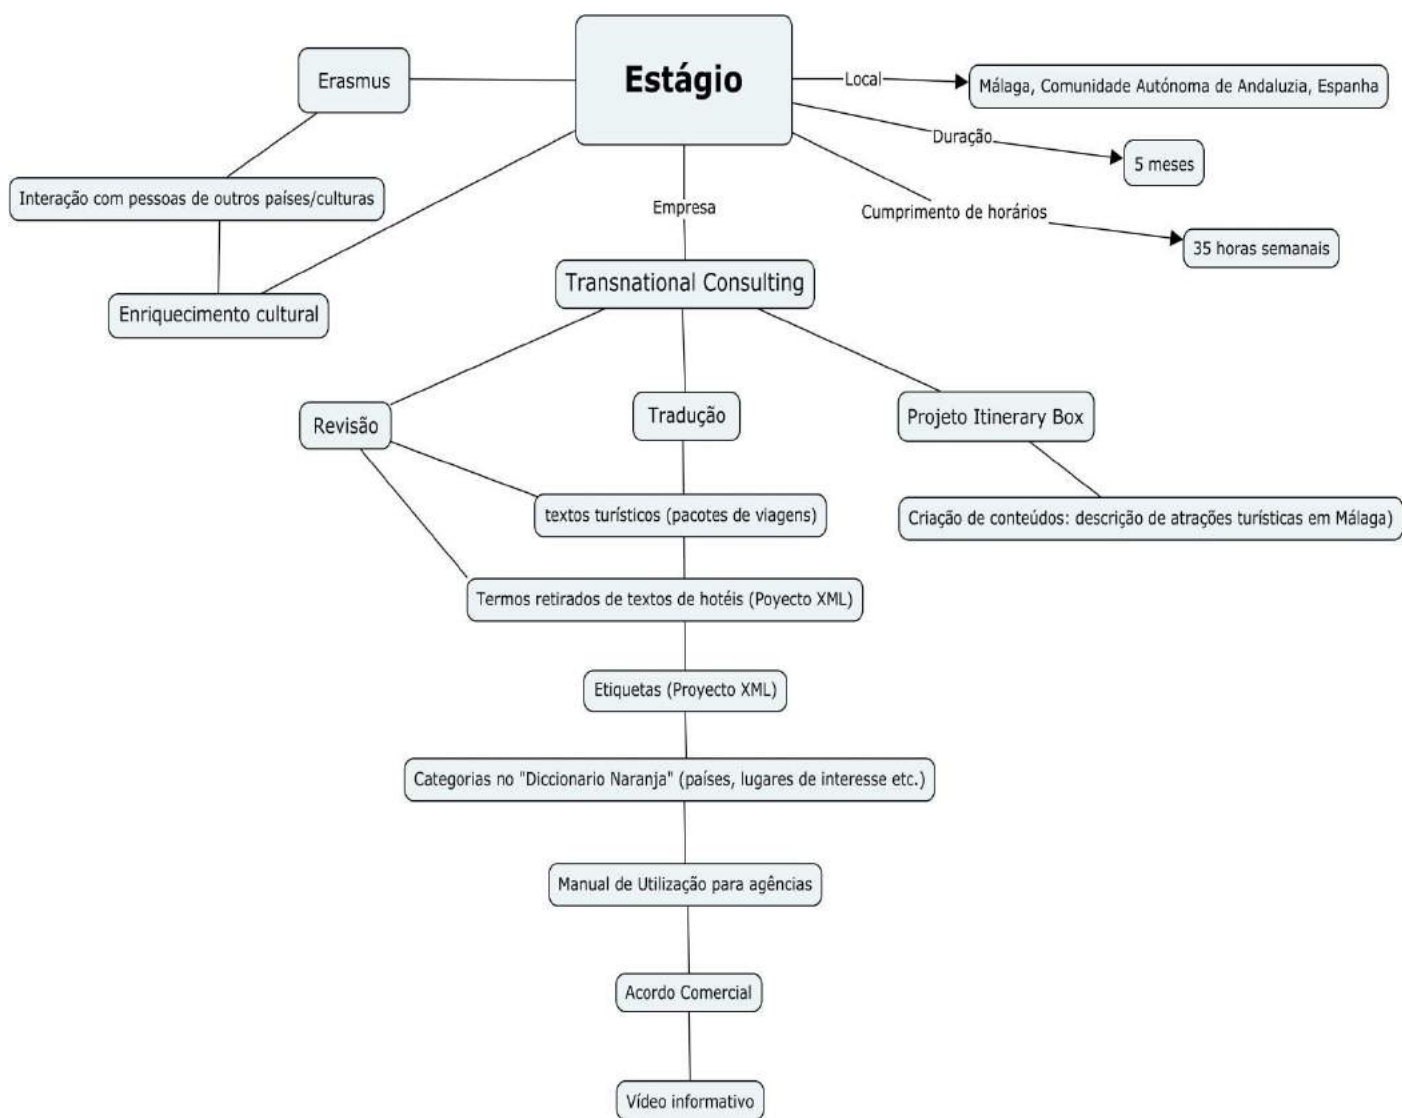 Estágio
Erasmus
Local
Málaga, Comunidade Autónoma de Andaluzia, Espanha
Duração
5 meses
Interação com pessoas de outros países/culturas
Empresa
Cumprimento de horários
35 horas semanais
Transnational Consulting
Enriquecimento cultural
Revisão
Tradução
Projeto Itinerary Box
textos turísticos (pacotes de viagens)
Criação de conteúdos: descrição de atrações turísticas em Málaga)
Termos retirados de textos de hotéis (Poyecto XML)
Etiquetas (Proyecto XML)
Categorias no "Diccionario Naranja" (países, lugares de interesse etc.)
Manual de Utilização para agências
Acordo Comercial
Vídeo informativo